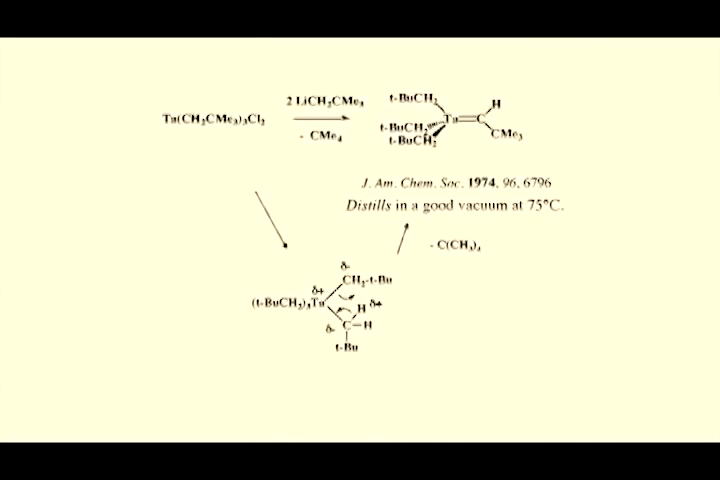 2 LiCH2CMe3
Ta(CH2CMe3)3Cl2
- CMe4
t-BuCH2
t-BuCH2
t-BuCH2
Ta=C
H
CMe3
J. Am. Chem. Soc. 1974, 96, 6796
Distills in a good vacuum at 75°C.
- C(CH3)4
δ-
CH2-t-Bu
δ+
(t-BuCH2)3Ta
H δ+
δ- C-H
t-Bu